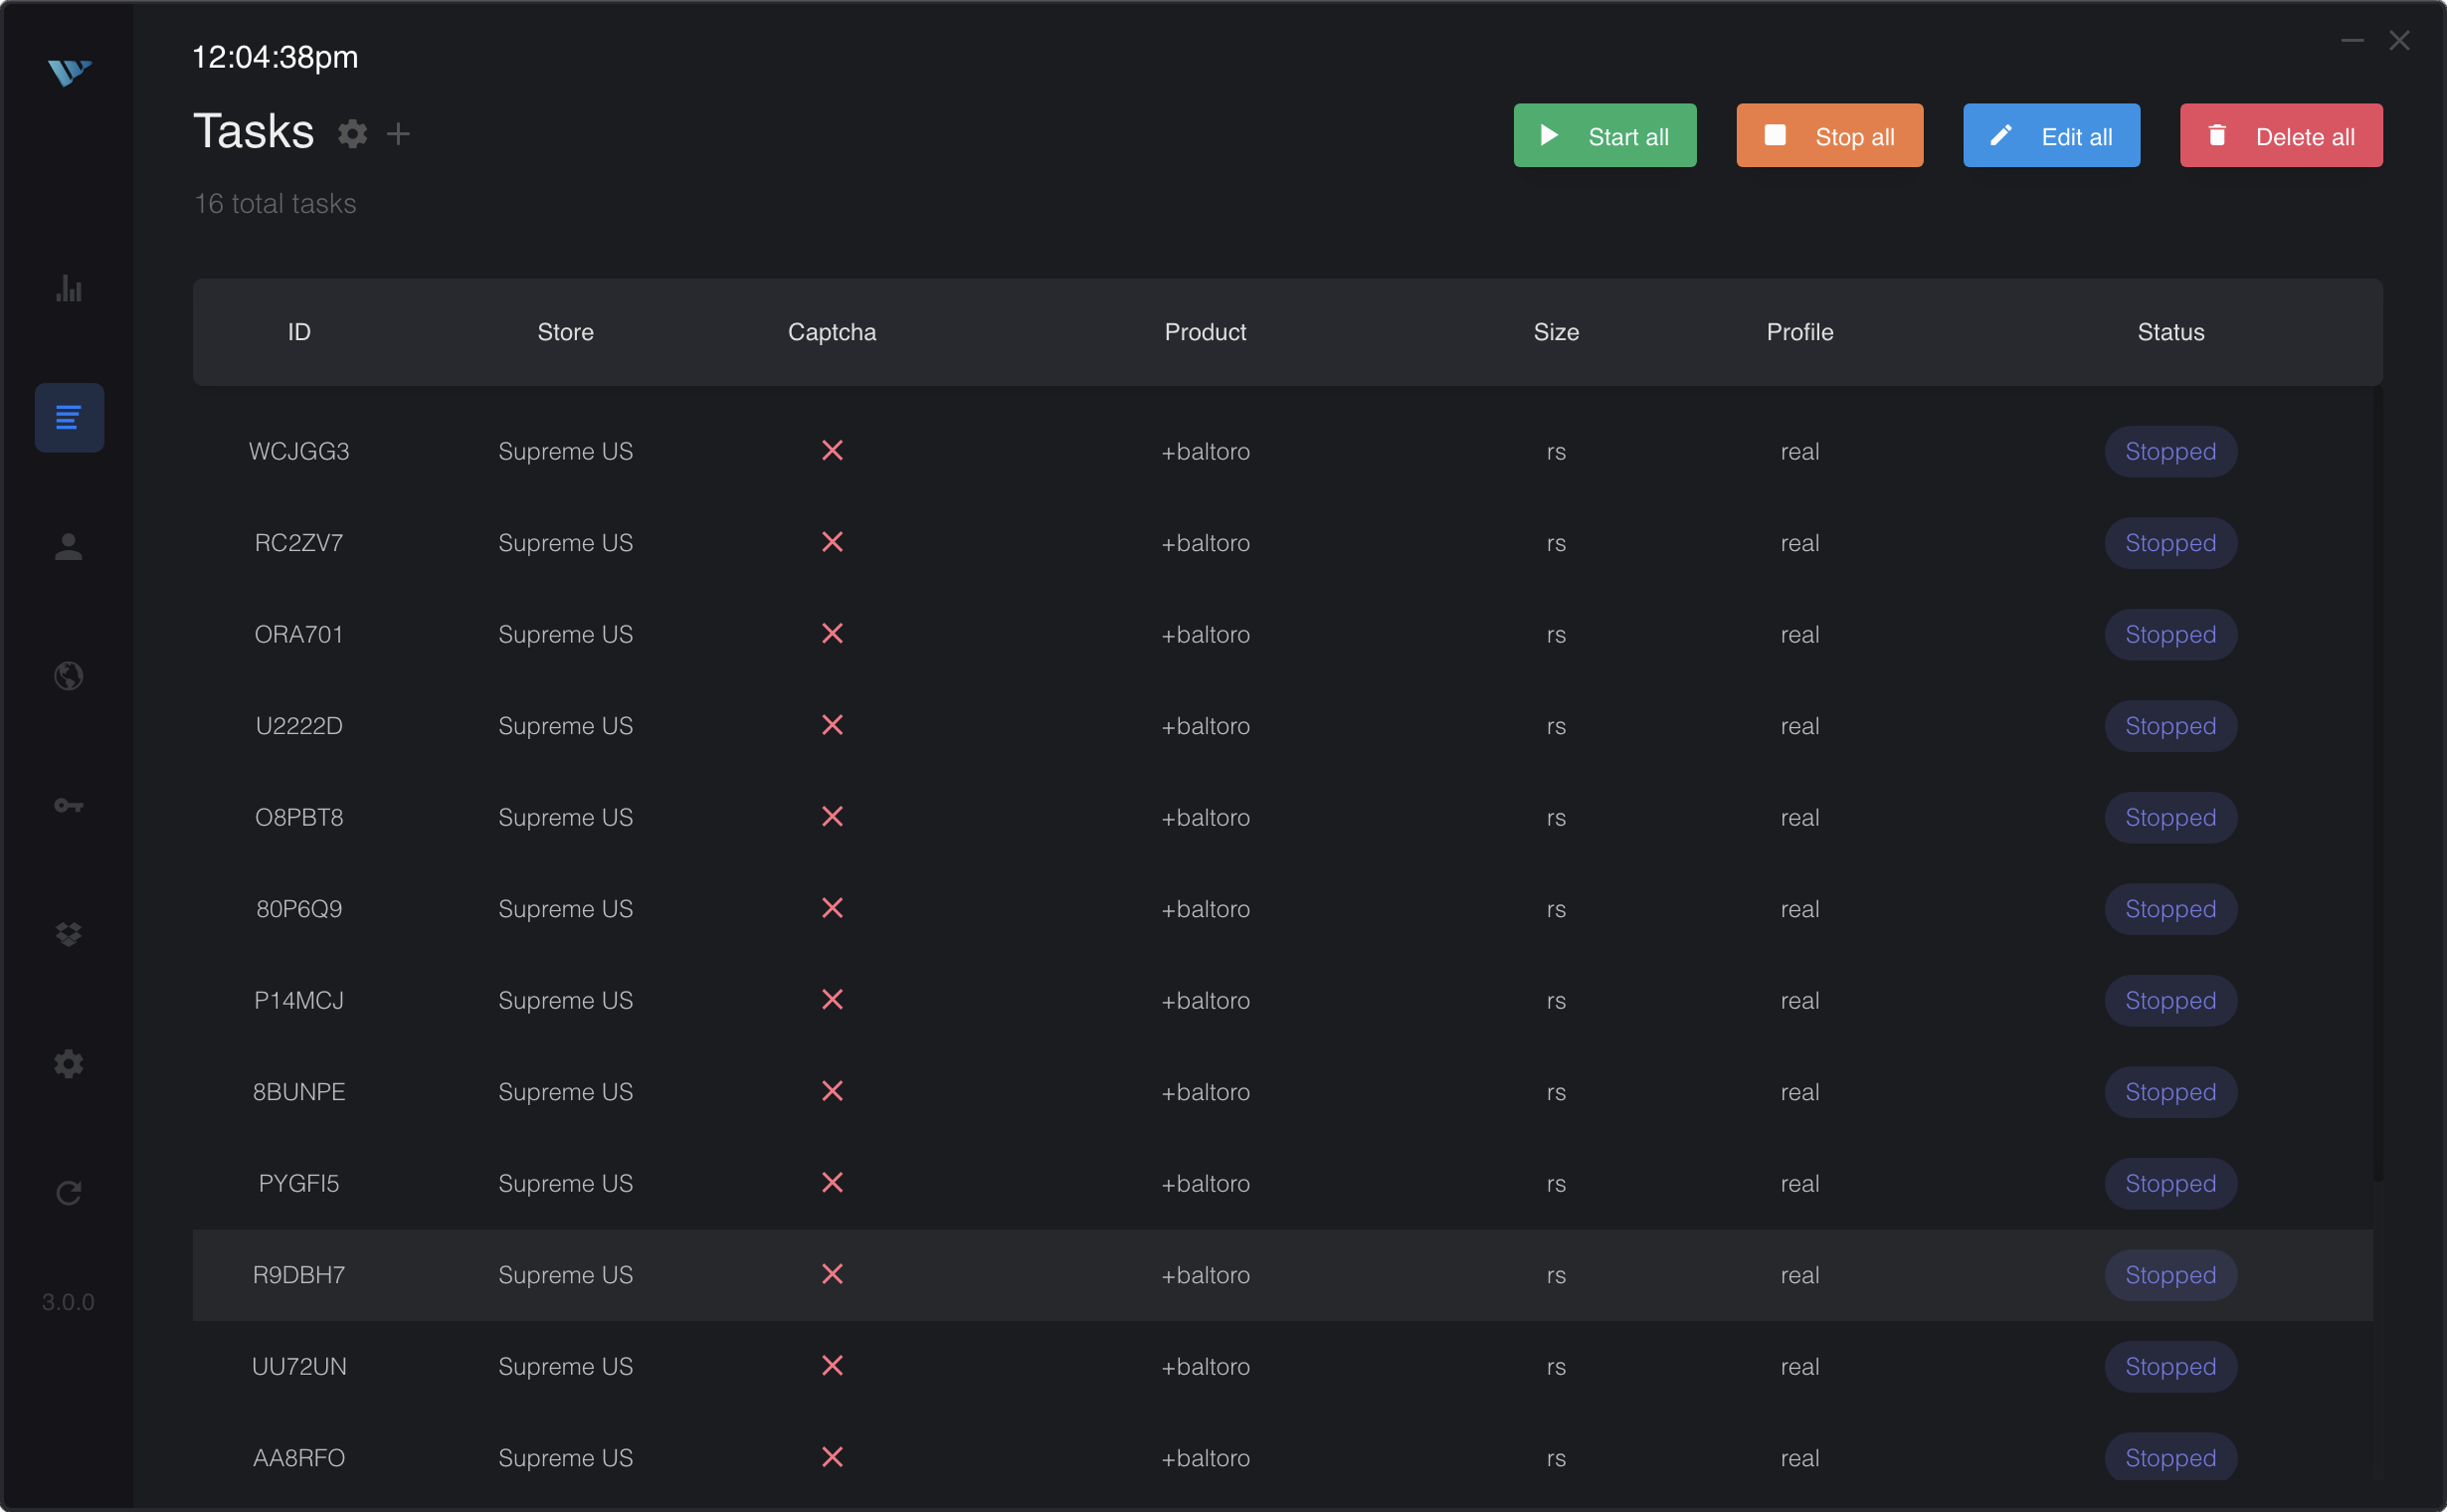 12:04:38pm
Tasks
Start all Stop all Edit all Delete all
16 total tasks
ID Store Captcha Product Size Profile Status
WCJGG3 Supreme US +baltoro rs real Stopped
RC2ZV7 Supreme US +baltoro rs real Stopped
ORA701 Supreme US +baltoro rs real Stopped
U2222D Supreme US +baltoro rs real Stopped
O8PBT8 Supreme US +baltoro rs real Stopped
80P6Q9 Supreme US +baltoro rs real Stopped
P14MCJ Supreme US +baltoro rs real Stopped
8BUNPE Supreme US +baltoro rs real Stopped
PYGFI5 Supreme US +baltoro rs real Stopped
R9DBH7 Supreme US +baltoro rs real Stopped
3.0.0
UU72UN Supreme US +baltoro rs real Stopped
AA8RFO Supreme US +baltoro rs real Stopped